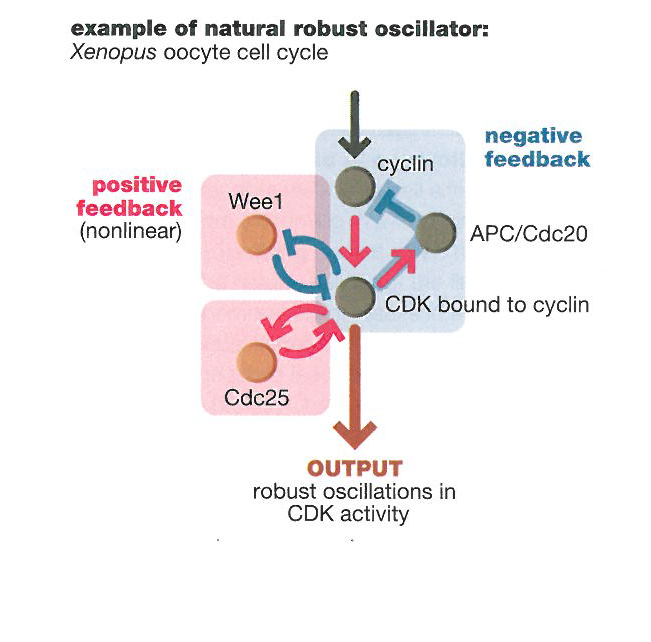 example of natural robust oscillator:
Xenopus oocyte cell cycle
negative
feedback
cyclin
positive
feedback
(nonlinear)
Wee1
APC/Cdc20
CDK bound to cyclin
Cdc25
OUTPUT
robust oscillations in
CDK activity